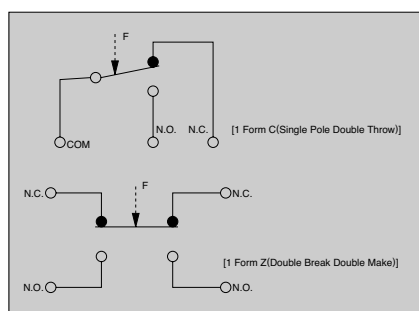 F
COM
N.O.
N.C.
[1 Form C(Single Pole Double Throw)]
N.C.
F
N.C.
[1 Form Z(Double Break Double Make)]
N.O.
N.O.